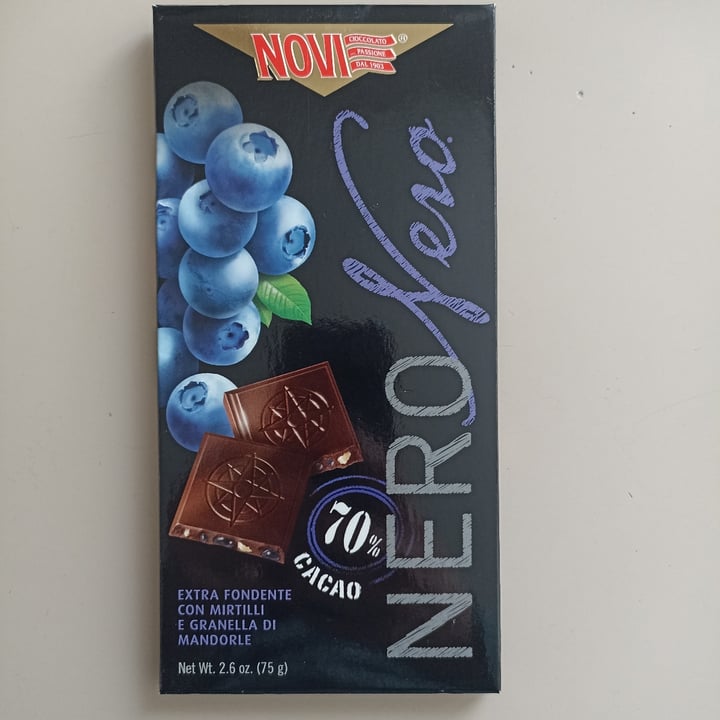 NOVI
CIOCCOLATO
PASSIONE
DAL 1903
®
Nero
NERO
70%
CACAO
EXTRA FONDENTE
CON MIRTILLI
E GRANELLA DI
MANDORLE
Net Wt. 2.6 oz. (75 g)